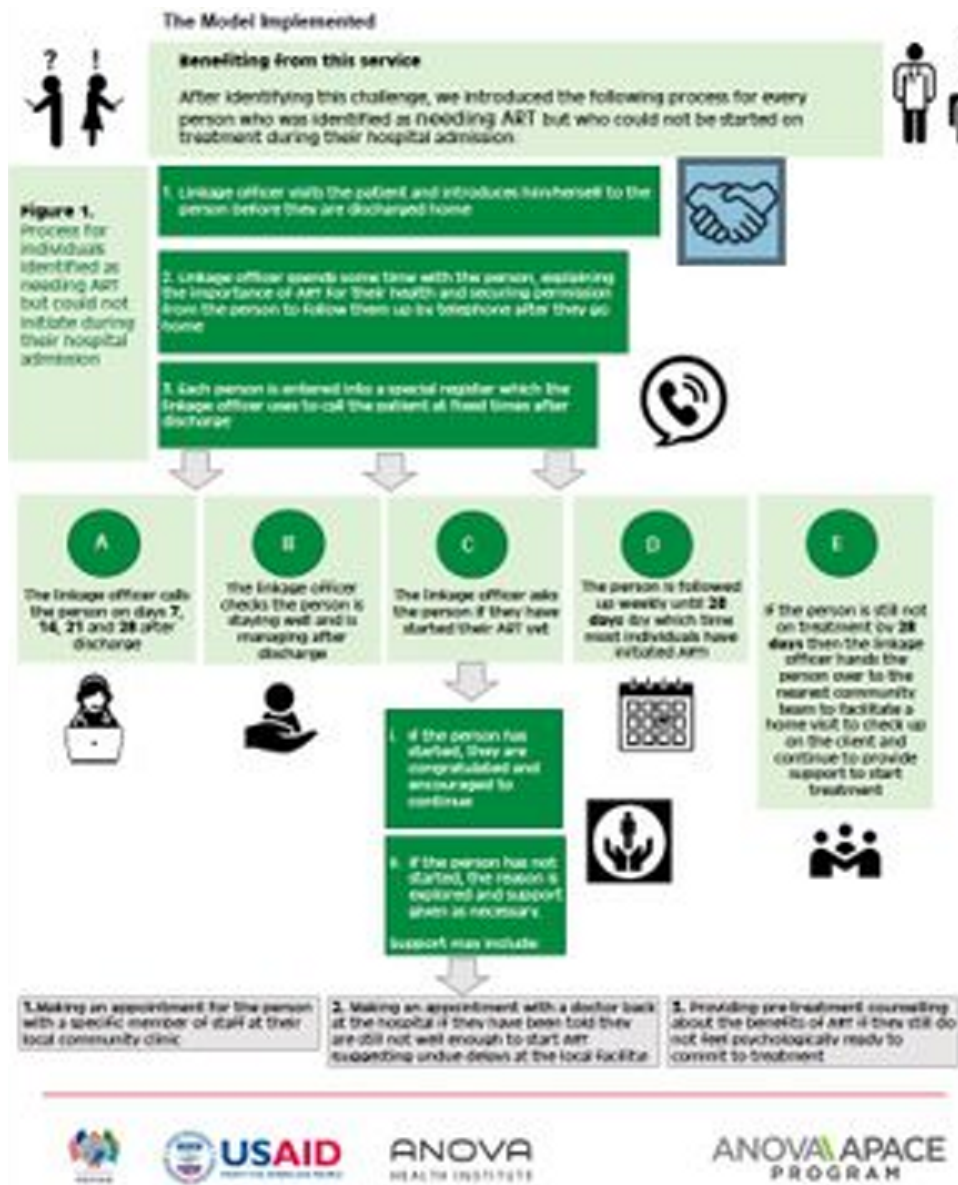 The Model Implemented
? !
Benefiting from this service
After identifying this challenge, we introduced the following process for every
person who was identified as needing ART but who could not be started on
treatment during their hospital admission
Figure 1.
Process for
individuals
identified as
needing ART
but could not
initiate during
their hospital
admission
1. Linkage officer visits the patient and introduces him/herself to the
person before they are discharged home
2. Linkage officer spends some time with the person, explaining
the importance of ART for their health and securing permission
from the person to follow them up by telephone after they go
home
3. Each person is entered into a special register which the
linkage officer uses to call the patient at fixed times after
discharge
A
The linkage officer calls
the person on days 7,
14, 21 and 28 after
discharge
B
The linkage officer
checks the person is
staying well and is
managing after
discharge
C
The linkage officer asks
the person if they have
started their ART yet
D
The person is followed
up weekly until 28
days (by which time
most individuals have
initiated ART)
E
If the person is still not
on treatment by 28
days then the linkage
officer hands the
person over to the
nearest community
team to facilitate a
home visit to check up
on the client and
continue to provide
support to start
treatment
i. If the person has
started, they are
congratulated and
encouraged to
continue
ii. If the person has not
started, the reason is
explored and support
given as necessary.
Support may include
1. Making an appointment for the person
with a specific member of staff at their
local community clinic
2. Making an appointment with a doctor back
at the hospital if they have been told they
are still not well enough to start ART
suggesting undue delays at the local facilite
3. Providing pre-treatment counselling
about the benefits of ART if they still do
not feel psychologically ready to
commit to treatment
USAID
FROM THE AMERICAN PEOPLE
ANOVA
HEALTH INSTITUTE
ANOVA APACE
PROGRAM